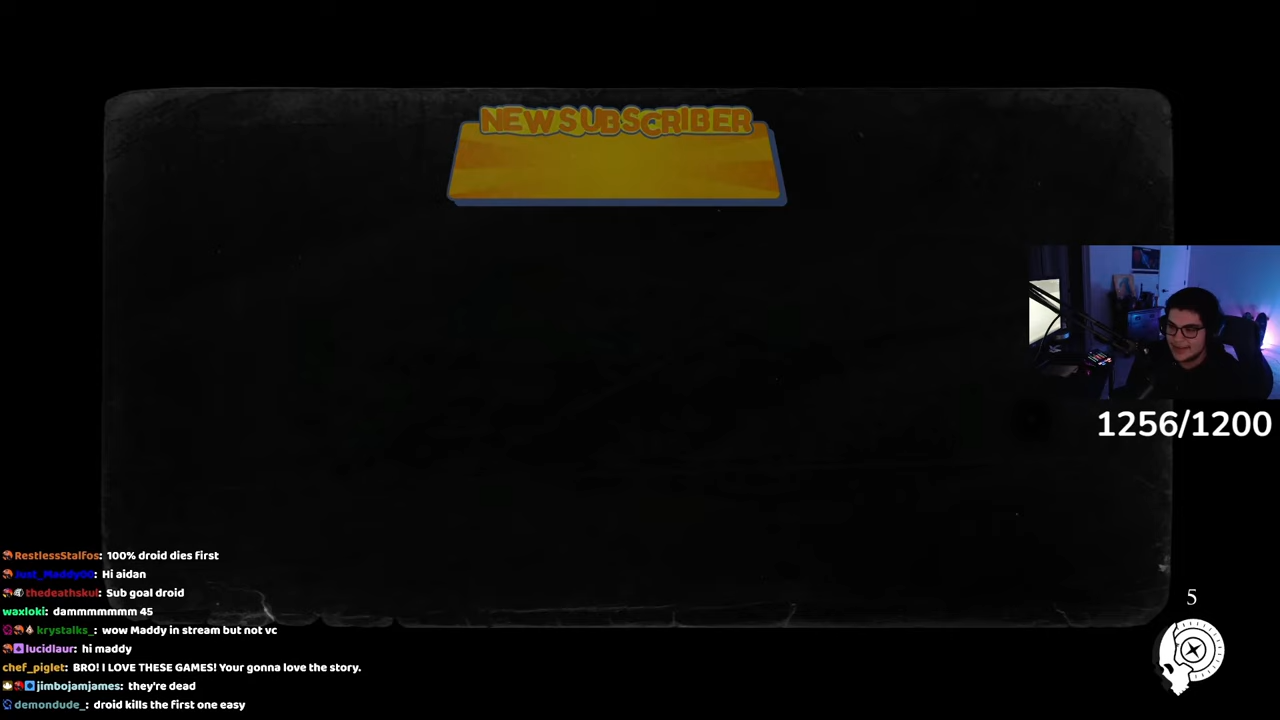 NEW SUBSCRIBER
1256/1200
RestlessStalfos: 100% droid dies first
Just_Maddy00: Hi aidan
thedeathskul: Sub goal droid
waxloki: dammmmmmm 45
krystalks_: wow Maddy in stream but not vc
lucidlaur: hi maddy
chef_piglet: BRO! I LOVE THESE GAMES! Your gonna love the story.
jimbojamjames: they're dead
demondude_: droid kills the first one easy
5